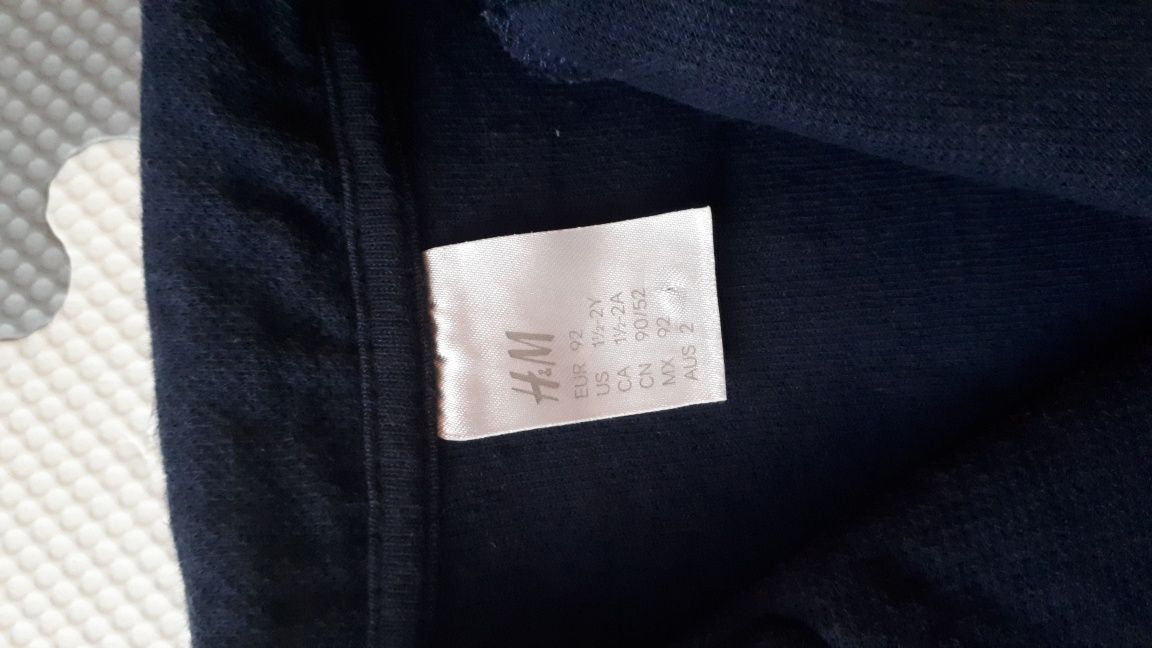 H&M
EUR 92
US 1½-2Y
CA 1½-2A
CN 90/52
MX 92
AUS 2